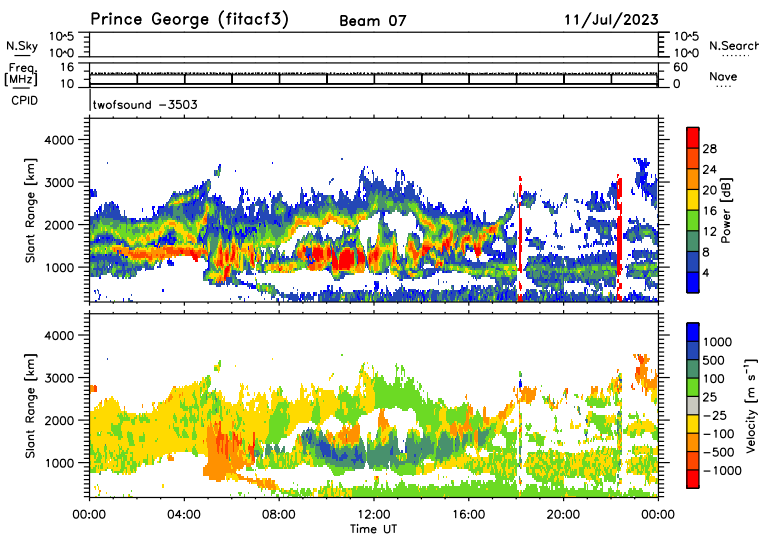 Prince George (fitacf3) Beam 07 11/Jul/2023
10^5 10^5
N.Sky N.Search
10^0 10^0
Freq. 16 60
[MHz] Nave
10 0
CPID twofsound -3503
4000
3000
2000
1000
Slant Range [km]
28
24
20
16
12
8
4
Power [dB]
4000
3000
2000
1000
Slant Range [km]
1000
500
100
25
-25
-100
-500
-1000
Velocity [m s⁻¹]
00:00 04:00 08:00 12:00 16:00 20:00 00:00
Time UT